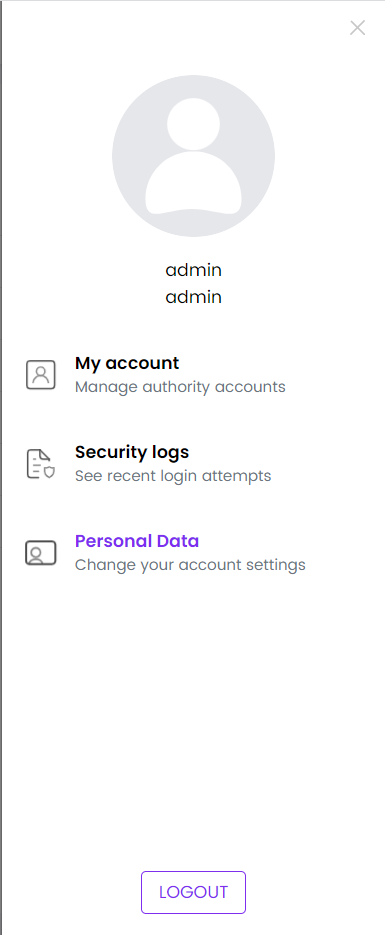 admin
admin
My account
Manage authority accounts
Security logs
See recent login attempts
Personal Data
Change your account settings
LOGOUT